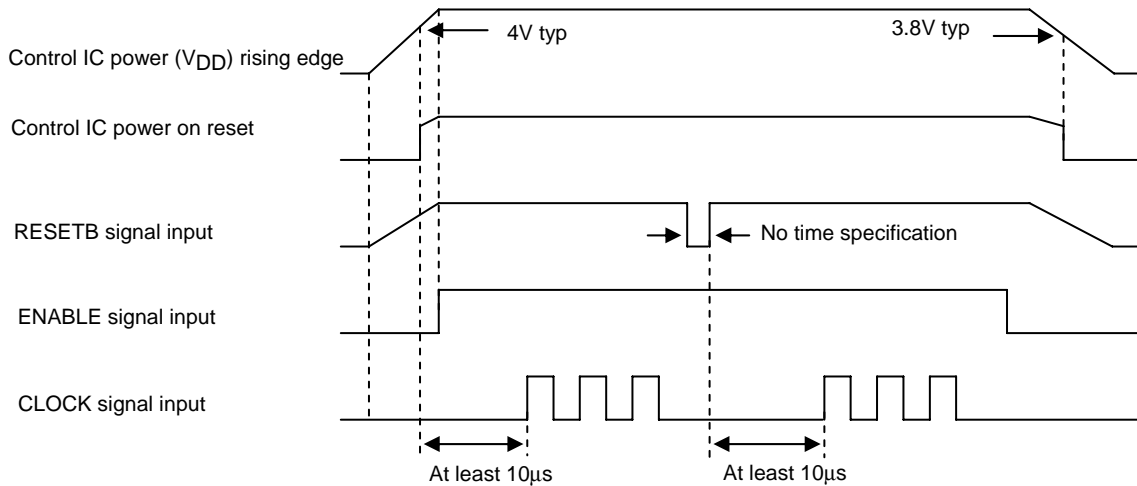 4V typ
3.8V typ
Control IC power (VDD) rising edge
Control IC power on reset
RESETB signal input
No time specification
ENABLE signal input
CLOCK signal input
At least 10μs
At least 10μs